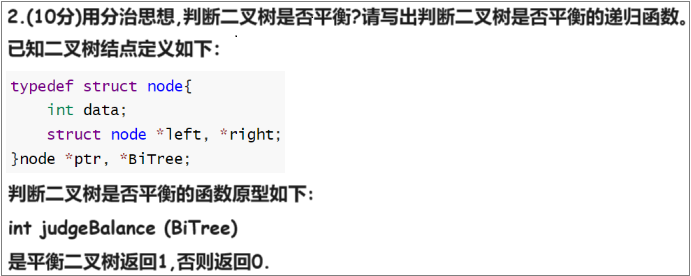 2.(10分)用分治思想,判断二叉树是否平衡?请写出判断二叉树是否平衡的递归函数。
已知二叉树结点定义如下:
typedef struct node{
    int data;
    struct node *left, *right;
}node *ptr, *BiTree;
判断二叉树是否平衡的函数原型如下:
int judgeBalance (BiTree)
是平衡二叉树返回1,否则返回0.